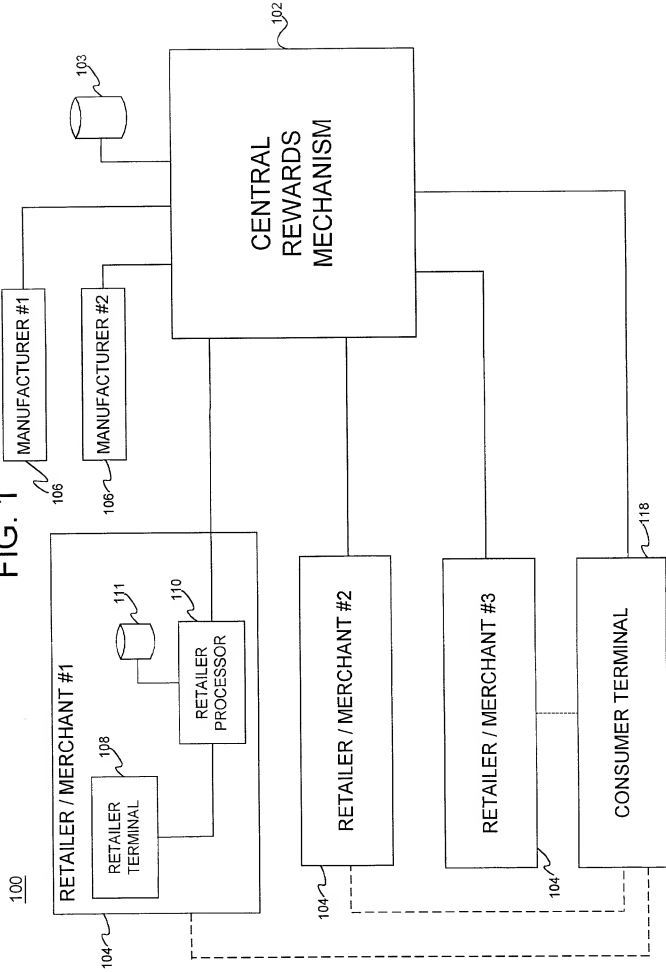 FIG. 1
100
104
RETAILER / MERCHANT #1
RETAILER
TERMINAL
108
RETAILER
PROCESSOR
110
111
106
MANUFACTURER #1
106
MANUFACTURER #2
103
CENTRAL
REWARDS
MECHANISM
102
104
RETAILER / MERCHANT #2
104
RETAILER / MERCHANT #3
CONSUMER TERMINAL
118